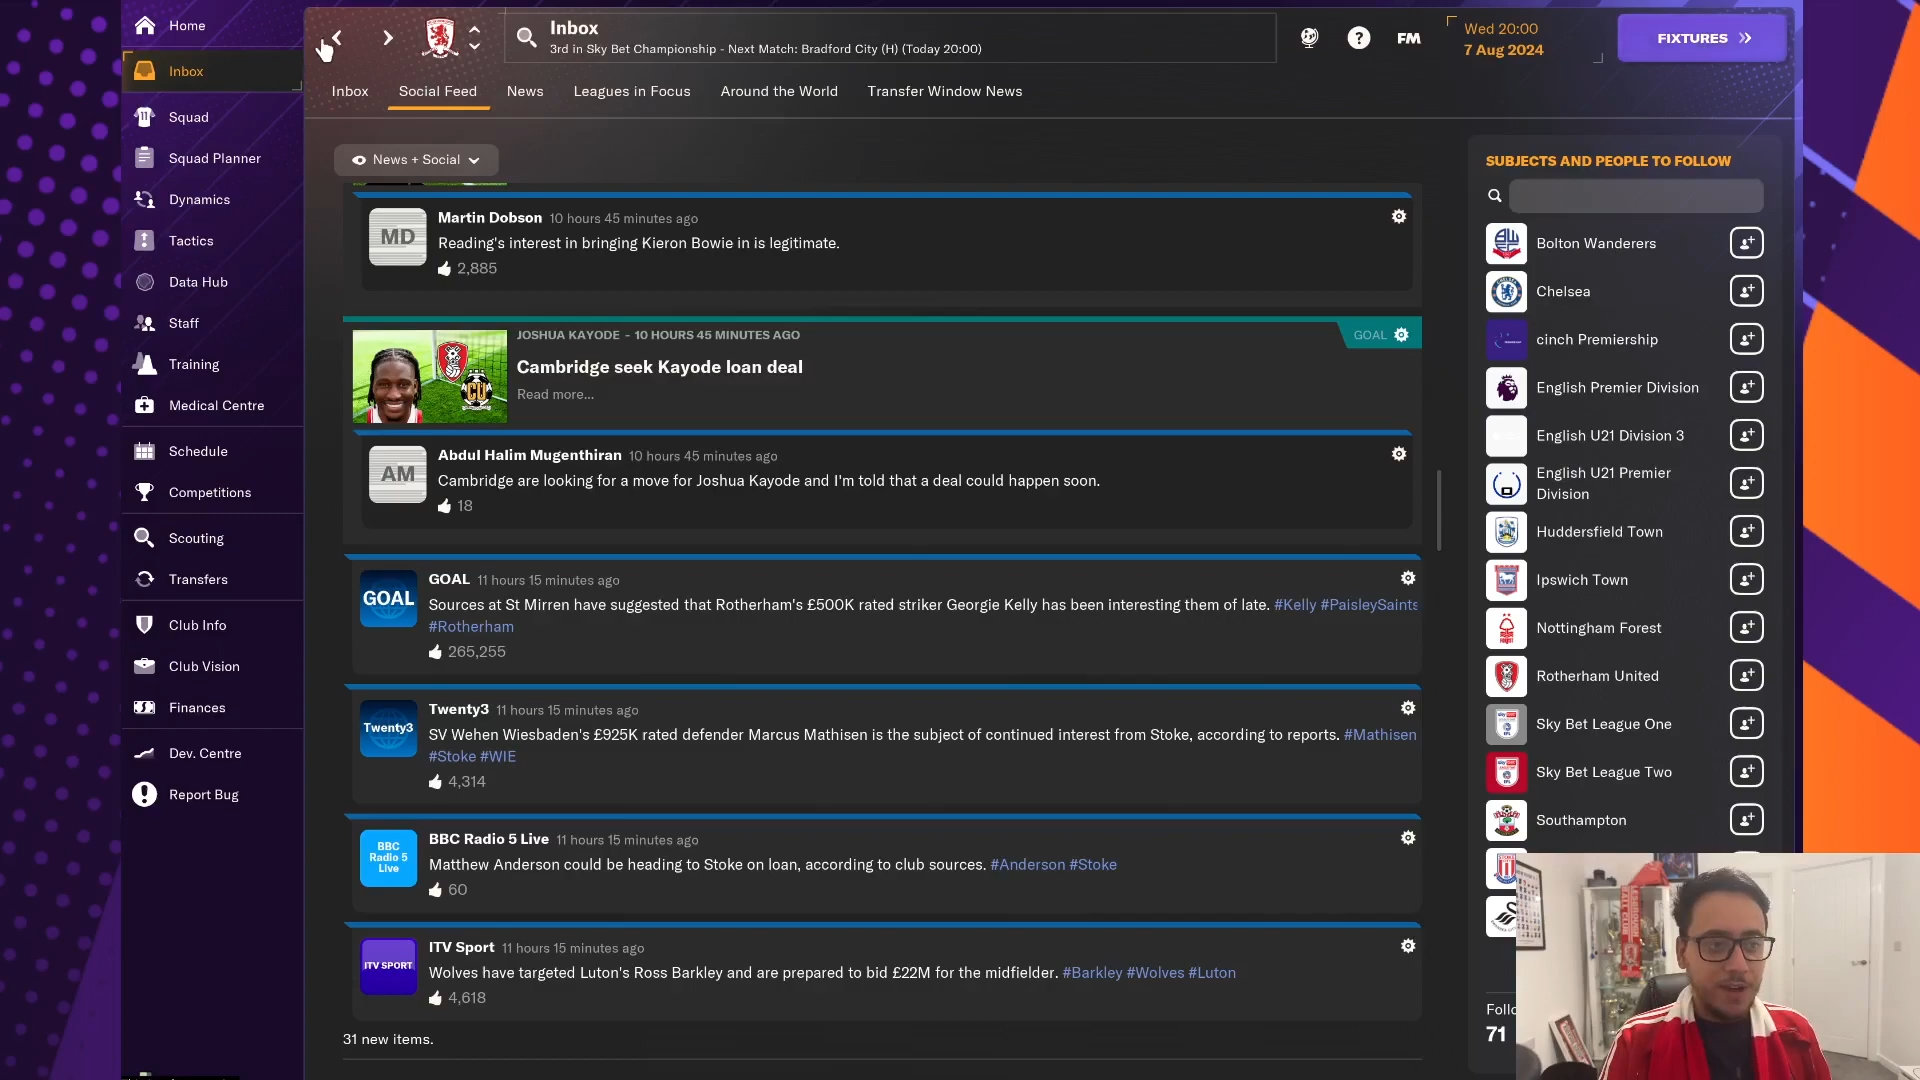 Home
Inbox
Squad
Squad Planner
Dynamics
Tactics
Data Hub
Staff
Training
Medical Centre
Schedule
Competitions
Scouting
Transfers
Club Info
Club Vision
Finances
Dev. Centre
Report Bug
Inbox
3rd in Sky Bet Championship - Next Match: Bradford City (H) (Today 20:00)
?
FM
Wed 20:00
7 Aug 2024
FIXTURES
Inbox Social Feed News Leagues in Focus Around the World Transfer Window News
News + Social
MD
Martin Dobson 10 hours 45 minutes ago
Reading's interest in bringing Kieron Bowie in is legitimate.
2,885
JOSHUA KAYODE - 10 HOURS 45 MINUTES AGO
GOAL
Cambridge seek Kayode loan deal
Read more...
AM
Abdul Halim Mugenthiran 10 hours 45 minutes ago
Cambridge are looking for a move for Joshua Kayode and I'm told that a deal could happen soon.
18
GOAL
GOAL 11 hours 15 minutes ago
Sources at St Mirren have suggested that Rotherham's £500K rated striker Georgie Kelly has been interesting them of late. #Kelly #PaisleySaints
#Rotherham
265,255
Twenty3
Twenty3 11 hours 15 minutes ago
SV Wehen Wiesbaden's £925K rated defender Marcus Mathisen is the subject of continued interest from Stoke, according to reports. #Mathisen
#Stoke #WIE
4,314
BBC
Radio 5
Live
BBC Radio 5 Live 11 hours 15 minutes ago
Matthew Anderson could be heading to Stoke on loan, according to club sources. #Anderson #Stoke
60
ITV SPORT
ITV Sport 11 hours 15 minutes ago
Wolves have targeted Luton's Ross Barkley and are prepared to bid £22M for the midfielder. #Barkley #Wolves #Luton
4,618
31 new items.
SUBJECTS AND PEOPLE TO FOLLOW
Bolton Wanderers
Chelsea
cinch Premiership
English Premier Division
English U21 Division 3
English U21 Premier
Division
Huddersfield Town
Ipswich Town
Nottingham Forest
Rotherham United
Sky Bet League One
Sky Bet League Two
Southampton
Follo
71